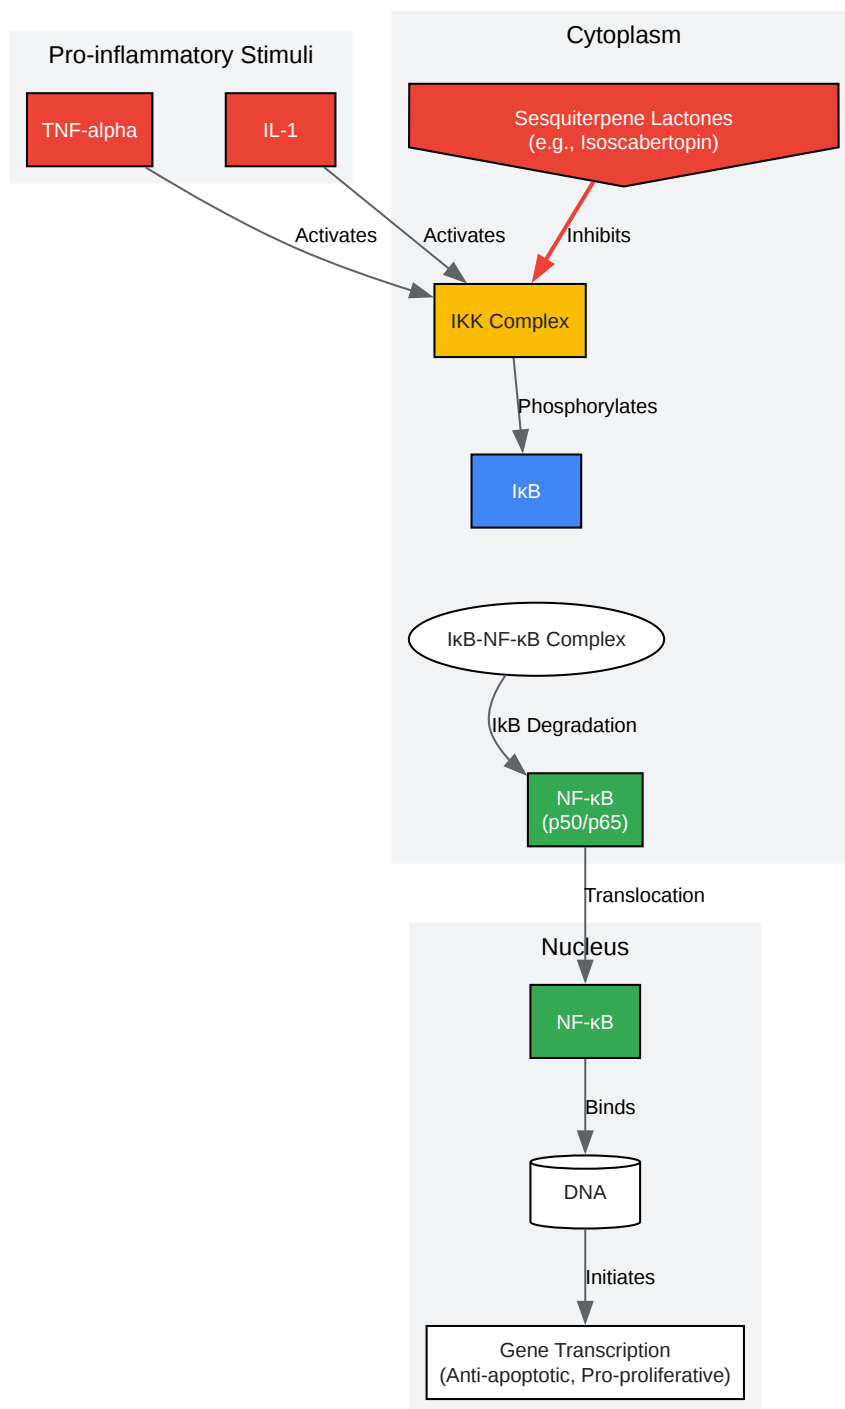 Pro-inflammatory Stimuli
Cytoplasm
TNF-alpha
IL-1
Sesquiterpene Lactones
(e.g., Isoscabertopin)
Activates
Activates
Inhibits
IKK Complex
Phosphorylates
IκB
IκB-NF-κB Complex
IkB Degradation
NF-κB
(p50/p65)
Translocation
Nucleus
NF-κB
Binds
DNA
Initiates
Gene Transcription
(Anti-apoptotic, Pro-proliferative)